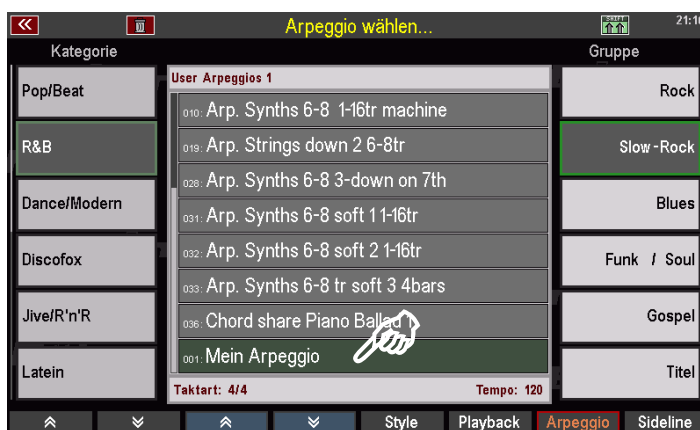 Arpeggio wählen...
SHIFT
Kategorie
Gruppe
Pop/Beat
R&B
Dance/Modern
Discofox
Jive/R'n'R
Latein
User Arpeggios 1
010: Arp. Synths 6-8 1-16tr machine
019: Arp. Strings down 2 6-8tr
028: Arp. Synths 6-8 3-down on 7th
031: Arp. Synths 6-8 soft 1 1-16tr
032: Arp. Synths 6-8 soft 2 1-16tr
033: Arp. Synths 6-8 tr soft 3 4bars
036: Chord share Piano Ballad 1
001: Mein Arpeggio
Taktart: 4/4 Tempo: 120
Rock
Slow-Rock
Blues
Funk / Soul
Gospel
Titel
Style Playback Arpeggio Sideline